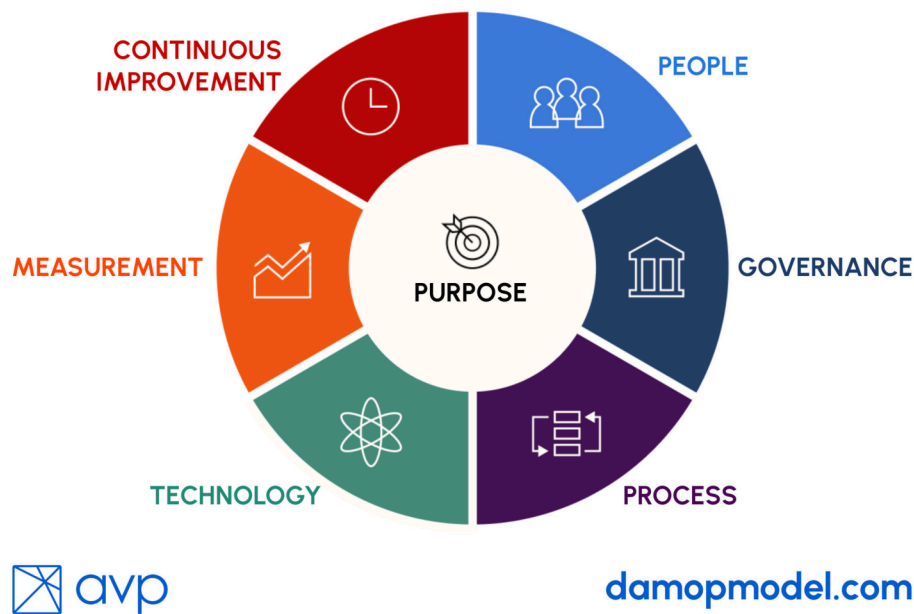 CONTINUOUS
IMPROVEMENT
PEOPLE
MEASUREMENT
PURPOSE
GOVERNANCE
TECHNOLOGY
PROCESS
avp
damopmodel.com